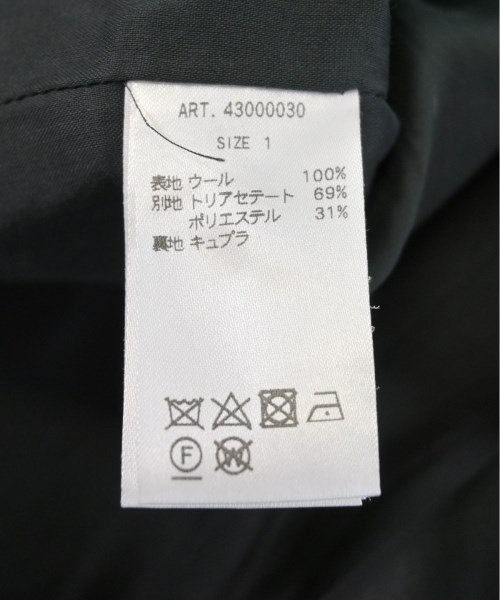 ART. 43000030
SIZE 1
表地 ウール 100%
別地 トリアセテート 69%
ポリエステル 31%
裏地 キュプラ
F W